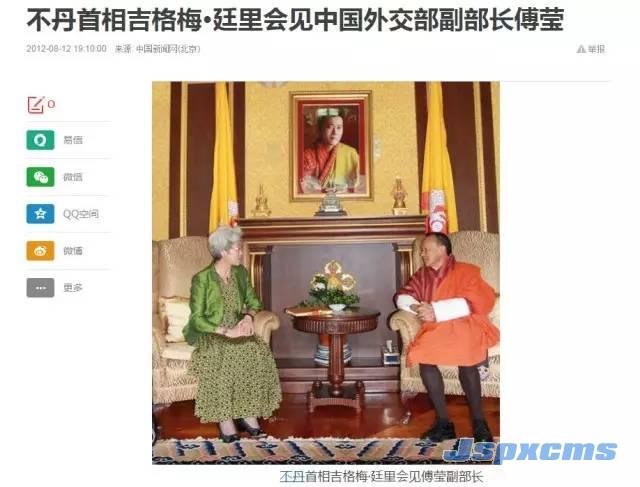 不丹首相吉格梅·廷里会见中国外交部副部长傅莹
2012-08-12 19:10:00 来源: 中国新闻网(北京)
举报
0
易信
微信
QQ空间
微博
更多
Jspxcms
不丹首相吉格梅·廷里会见傅莹副部长